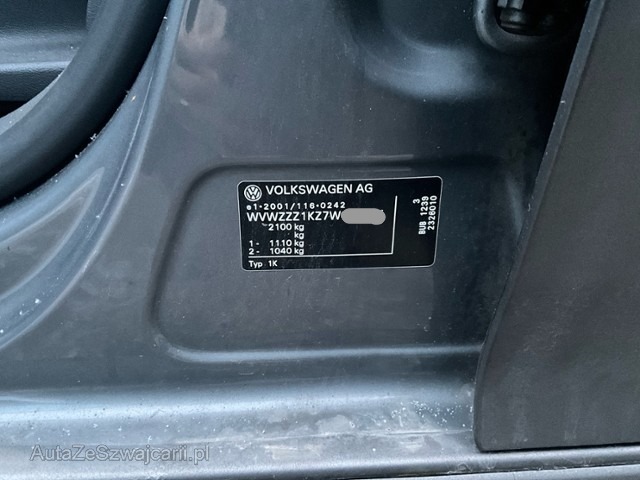 VOLKSWAGEN AG
e1*2001/116*0242
WVWZZZ1KZ7W
2100 kg
kg
1- 1110 kg
2- 1040 kg
Typ 1K
3
BUB 1239
2326010
AutaZeSzwajcarii.pl